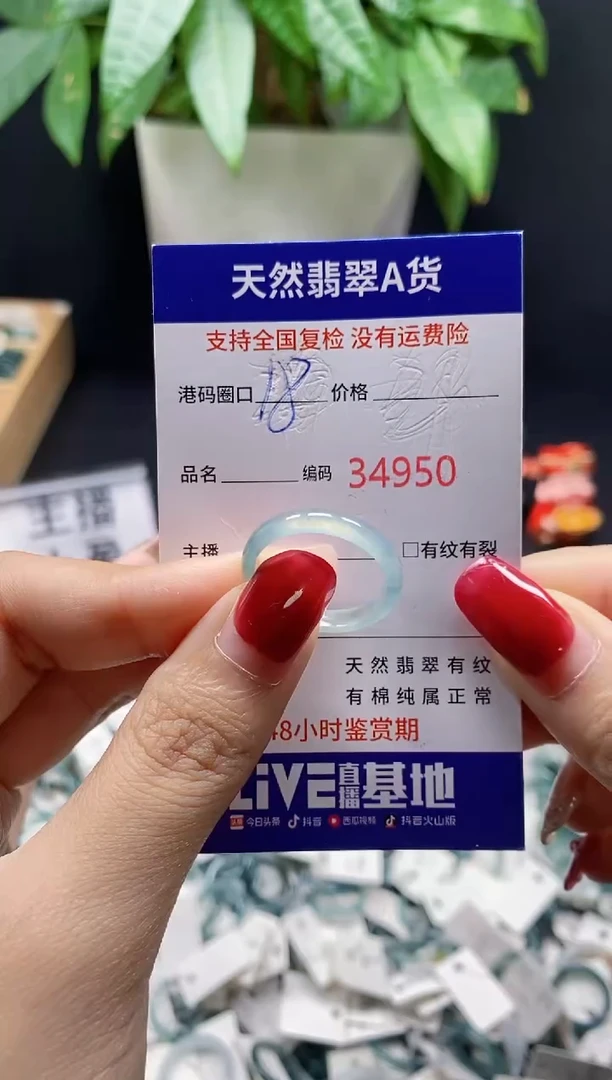 天然翡翠A货
支持全国复检 没有运费险
港码圈口 18 价格
品名 编码 34950
主播 □有纹有裂
天然翡翠有纹
有棉纯属正常
48小时鉴赏期
LIVE直播基地
今日头条 抖音 西瓜视频 抖音火山版
主播